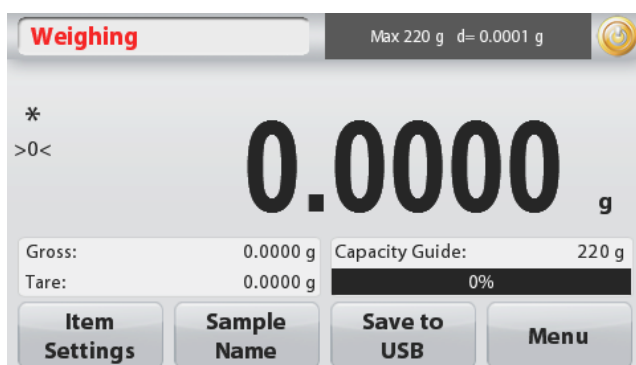 Weighing
Max 220 g d= 0.0001 g
*
>0<
0.0000 g
Gross: 0.0000 g
Tare: 0.0000 g
Capacity Guide: 220 g
0%
Item Settings
Sample Name
Save to USB
Menu